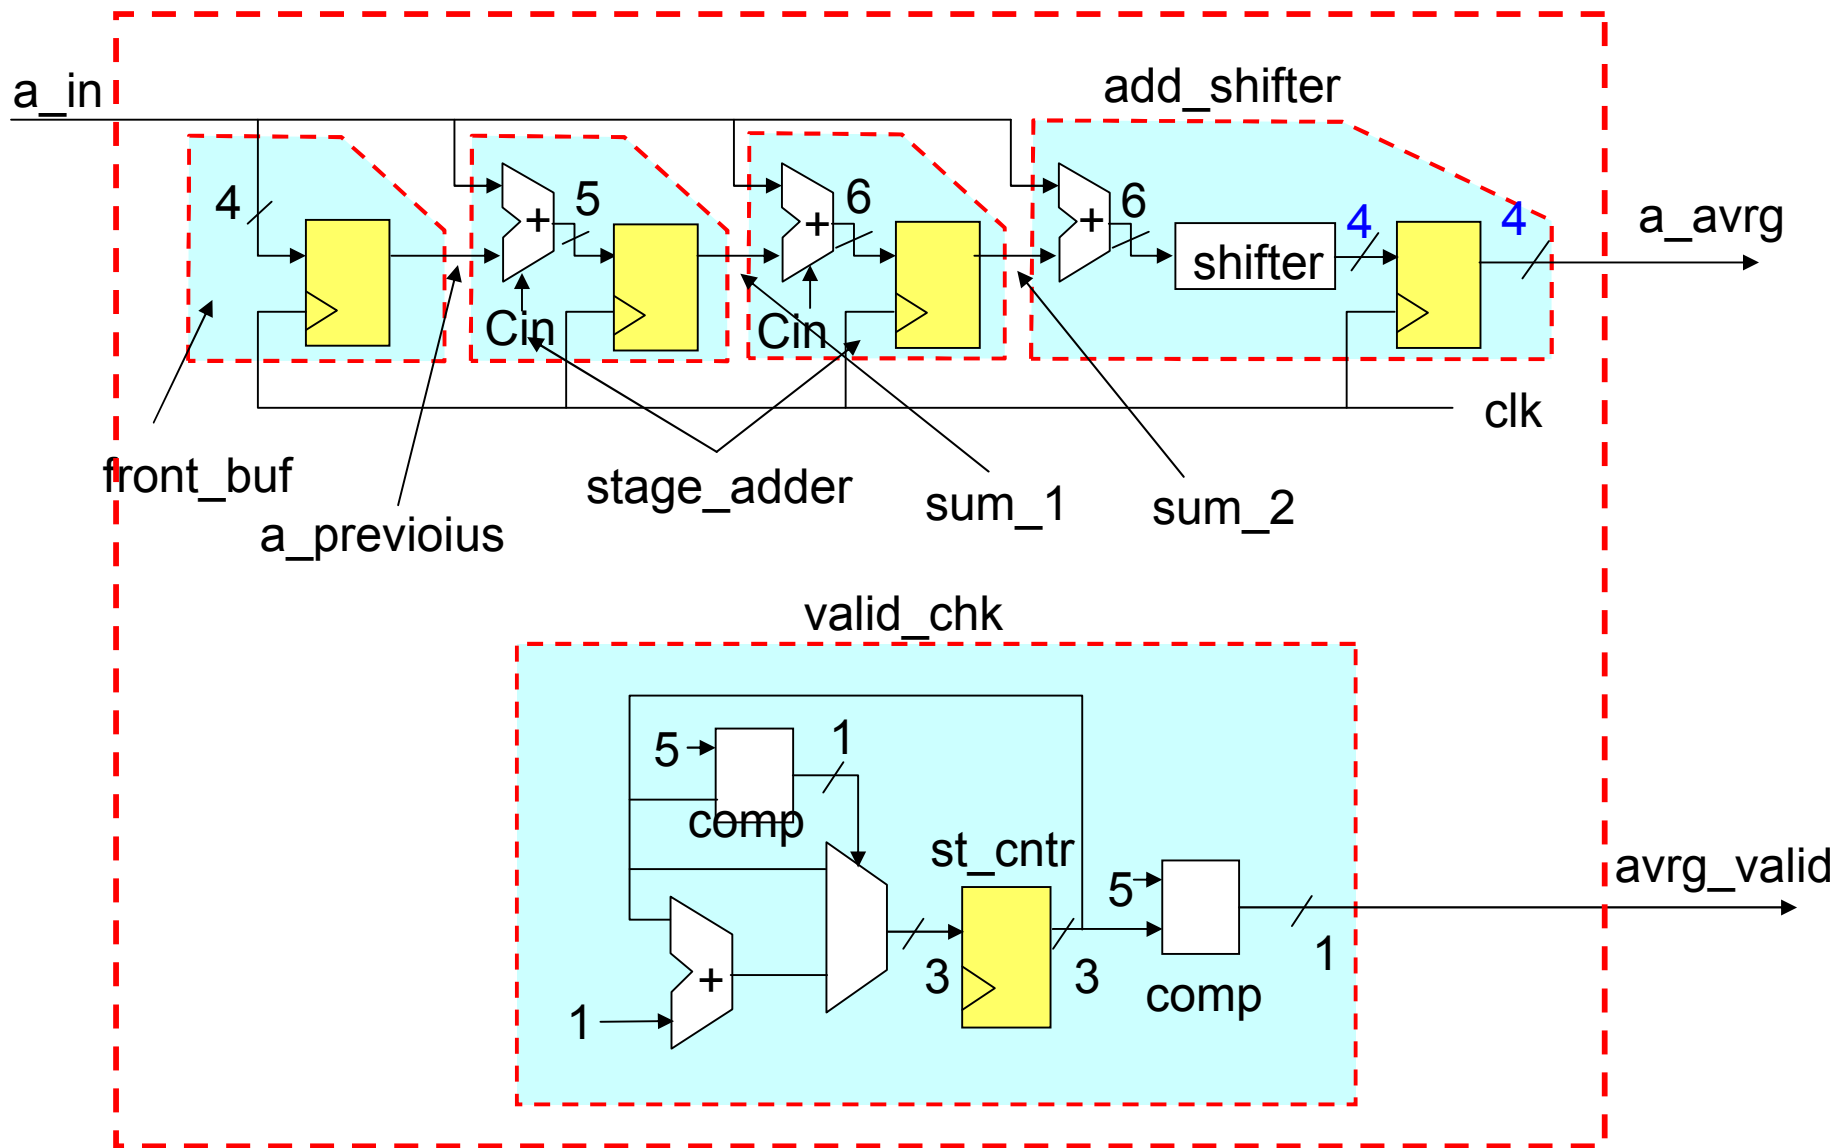 a_in
add_shifter
4
+
5
+
6
+
6
shifter
4
4
a_avrg
Cin
Cin
clk
front_buf
a_previoius
stage_adder
sum_1
sum_2
valid_chk
5
1
comp
st_cntr
5
avrg_valid
+
1
3
3
comp
1